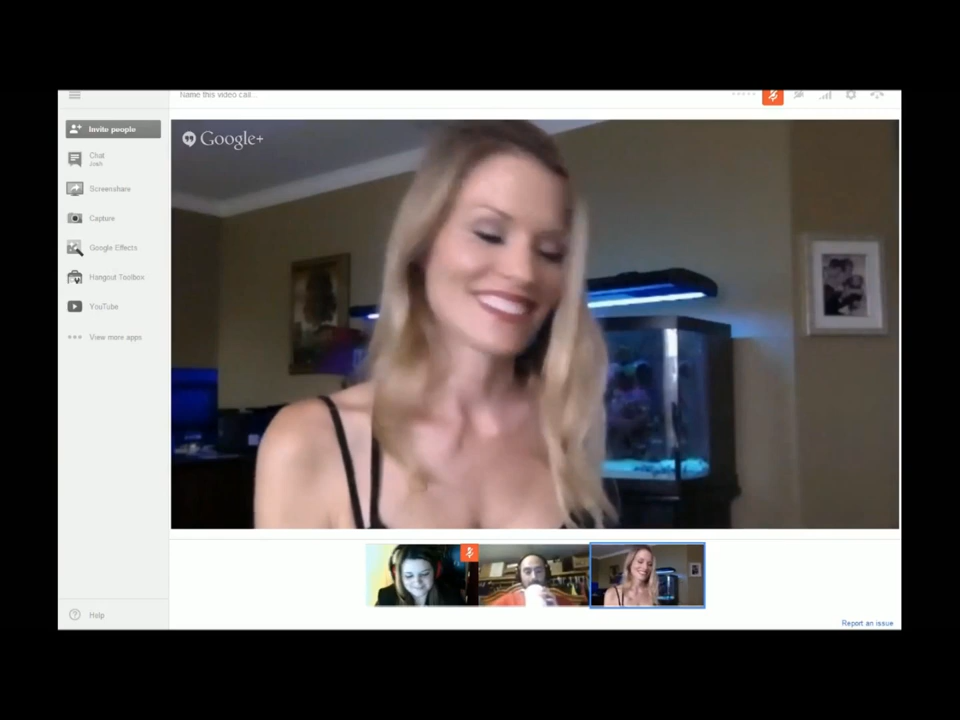 Name this video call...
Google+
Invite people
Chat
Josh
Screenshare
Capture
Google Effects
Hangout Toolbox
YouTube
View more apps
Help
Report an issue